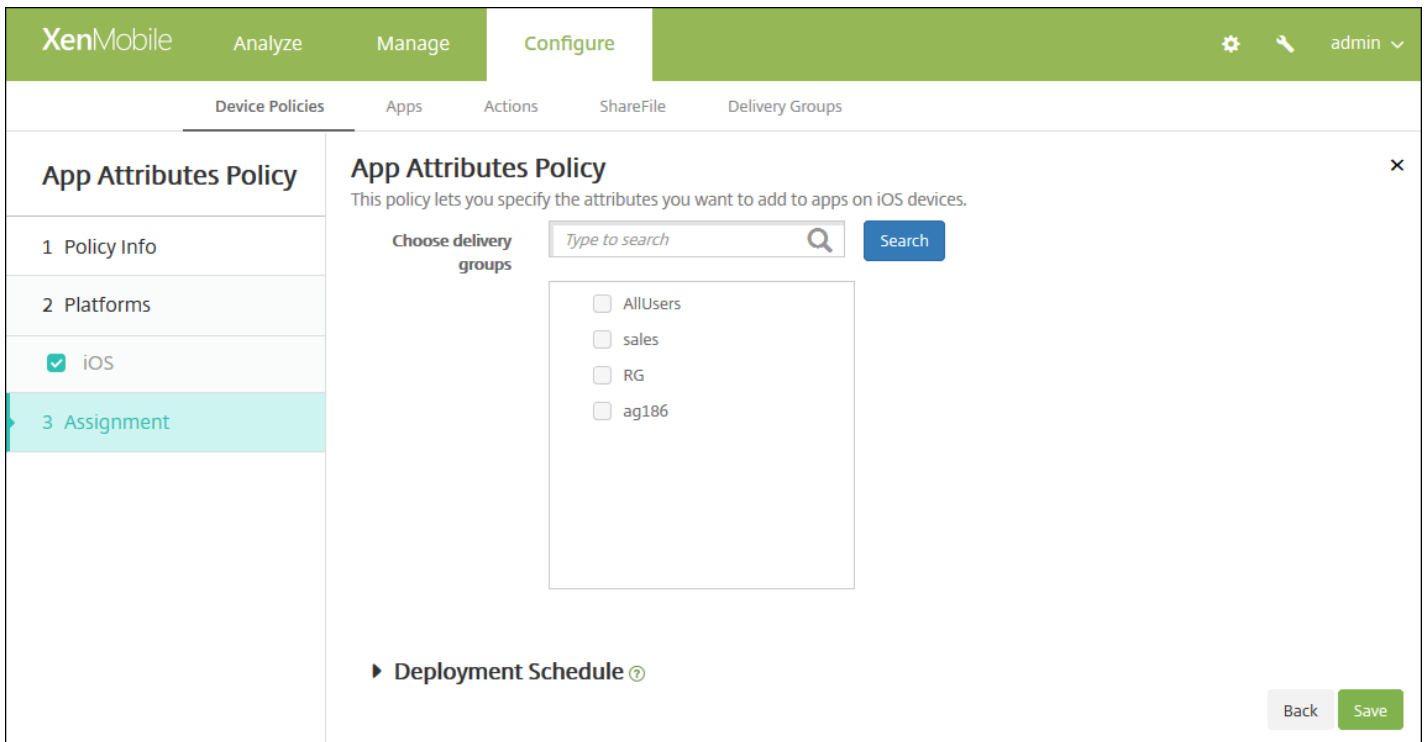 XenMobile Analyze Manage Configure admin
Device Policies Apps Actions ShareFile Delivery Groups
App Attributes Policy
1 Policy Info
2 Platforms
iOS
3 Assignment
App Attributes Policy
This policy lets you specify the attributes you want to add to apps on iOS devices.
Choose delivery
groups
Type to search
Search
AllUsers
sales
RG
ag186
Deployment Schedule ?
Back Save